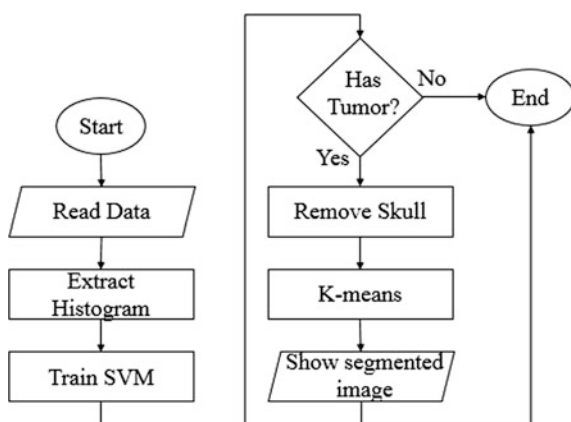 Start
Read Data
Extract
Histogram
Train SVM
Has
Tumor?
No
End
Yes
Remove Skull
K-means
Show segmented
image